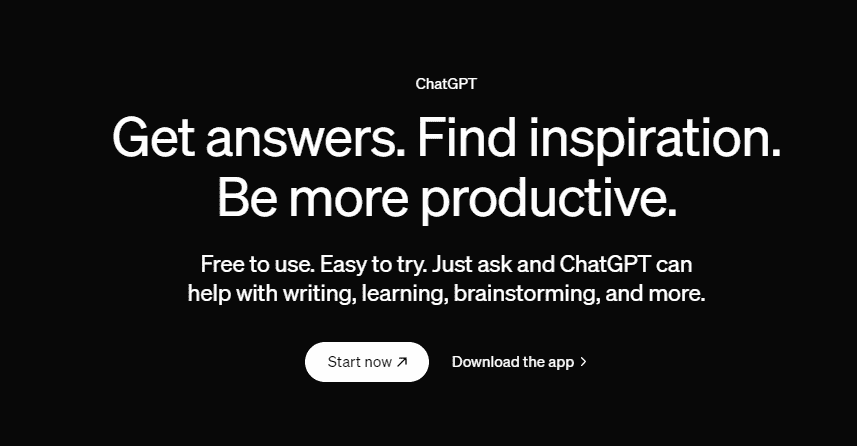 ChatGPT
Get answers. Find inspiration.
Be more productive.
Free to use. Easy to try. Just ask and ChatGPT can
help with writing, learning, brainstorming, and more.
Start now ↗ Download the app >